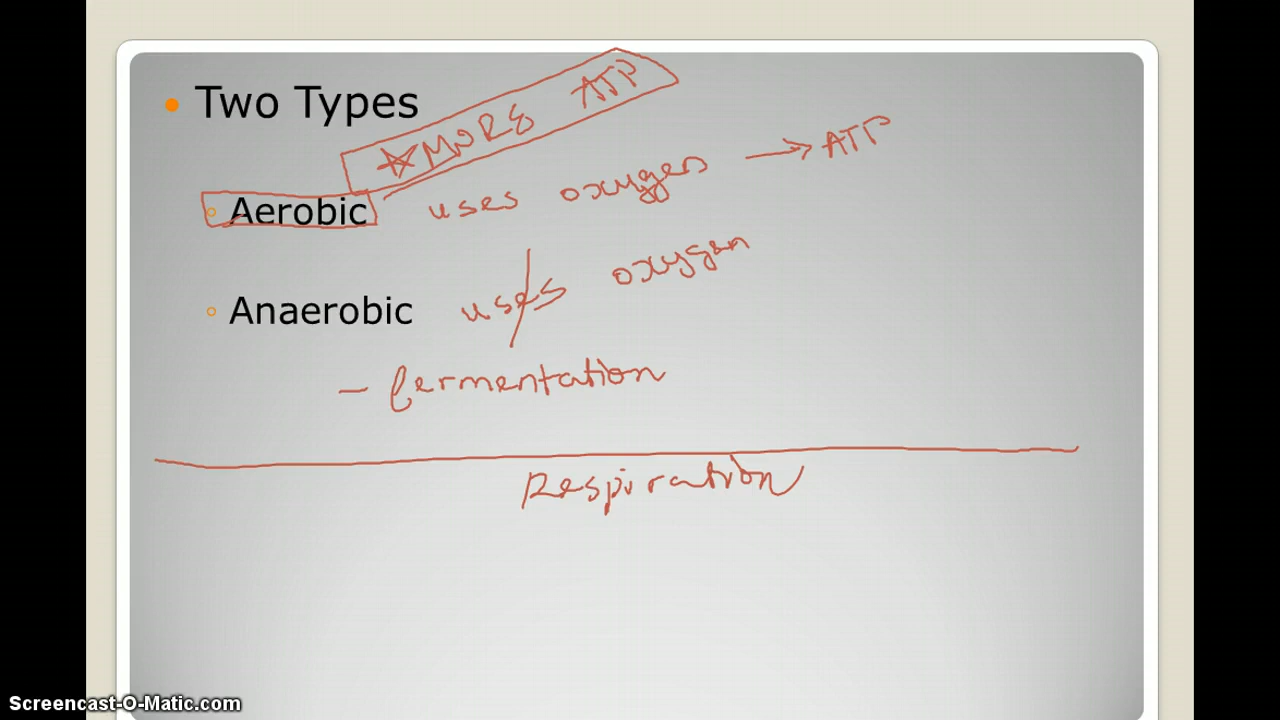 Two Types
★MORE ATP
Aerobic uses oxygen → ATP
Anaerobic uses oxygen
- fermentation
Respiration
Screencast-O-Matic.com